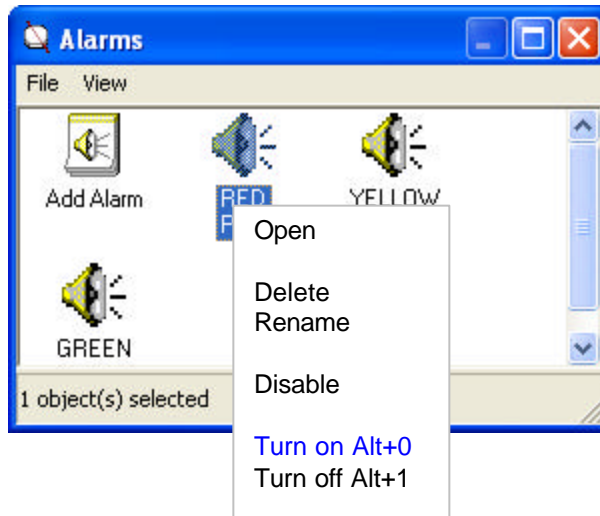 Alarms
File View
Add Alarm RED YELLOW
GREEN
1 object(s) selected
Open
Delete
Rename
Disable
Turn on Alt+0
Turn off Alt+1